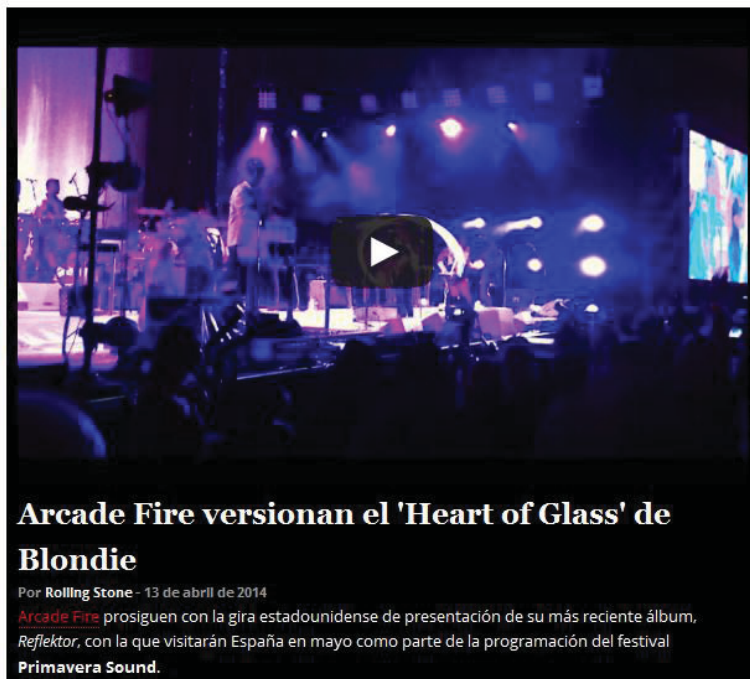 Arcade Fire versionan el 'Heart of Glass' de
Blondie
Por Rolling Stone - 13 de abril de 2014
Arcade Fire prosiguen con la gira estadounidense de presentación de su más reciente álbum,
Reflektor, con la que visitarán España en mayo como parte de la programación del festival
Primavera Sound.